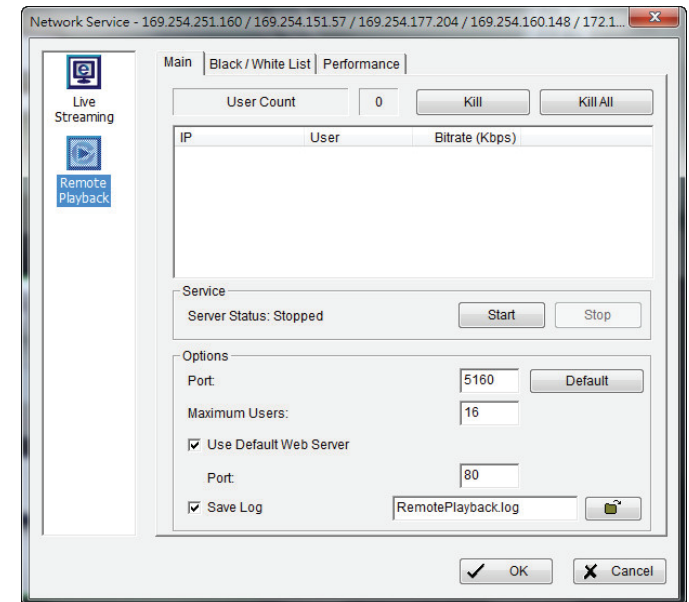 Network Service - 169.254.251.160 / 169.254.151.57 / 169.254.177.204 / 169.254.160.148 / 172.1...
Live
Streaming
Remote
Playback
Main Black / White List Performance
User Count 0 Kill Kill All
IP User Bitrate (Kbps)
Service
Server Status: Stopped Start Stop
Options
Port: 5160 Default
Maximum Users: 16
Use Default Web Server
Port: 80
Save Log RemotePlayback.log
OK Cancel